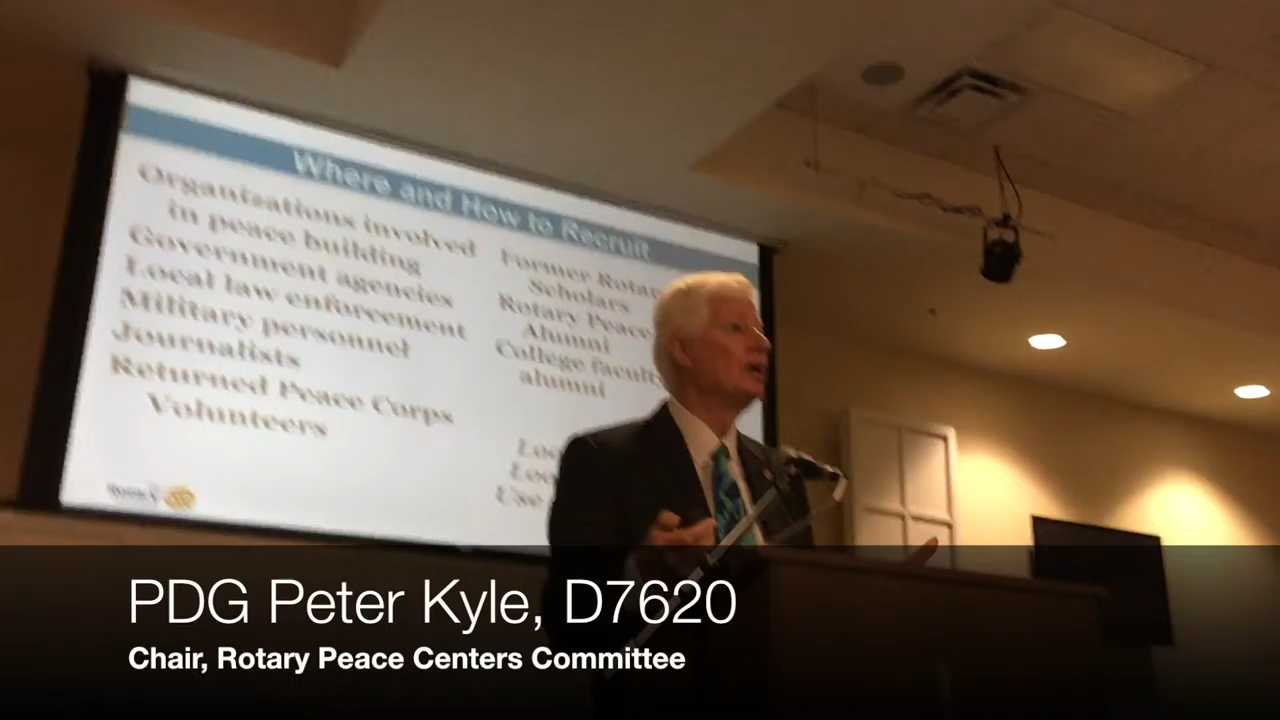 Where and How to Recruit
Organizations involved
in peace building
Government agencies
Local law enforcement
Military personnel
Journalists
Returned Peace Corps
Volunteers
Former
Scholars
Rotary Peace
Alumni
College
alumni
Use
Rotary
PDG Peter Kyle, D7620
Chair, Rotary Peace Centers Committee